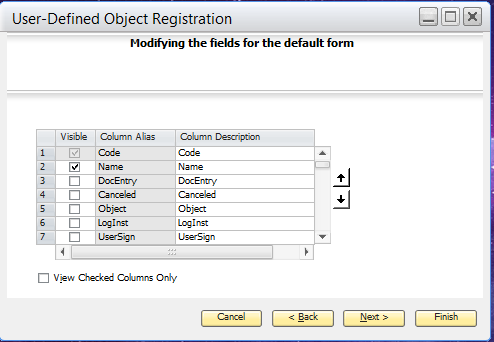 User-Defined Object Registration
Modifying the fields for the default form
Visible Column Alias Column Description
1 Code Code
2 Name Name
3 DocEntry DocEntry
4 Canceled Canceled
5 Object Object
6 LogInst LogInst
7 UserSign UserSign
View Checked Columns Only
Cancel < Back Next > Finish